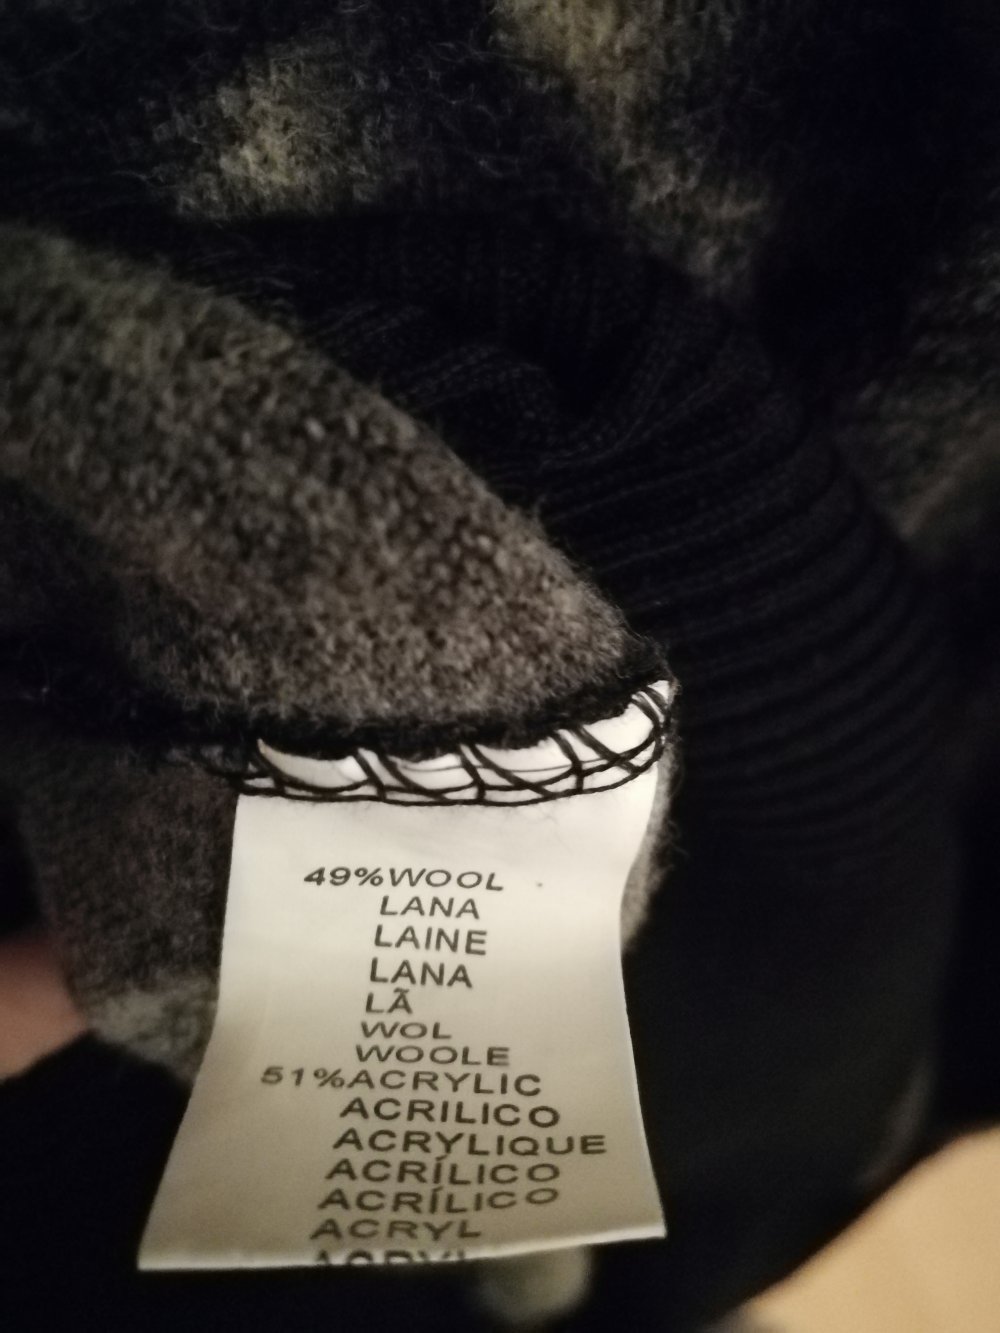 49%WOOL
LANA
LAINE
LANA
LÃ
WOL
WOOLE
51%ACRYLIC
ACRILICO
ACRYLIQUE
ACRÍLICO
ACRÍLICO
ACRYL